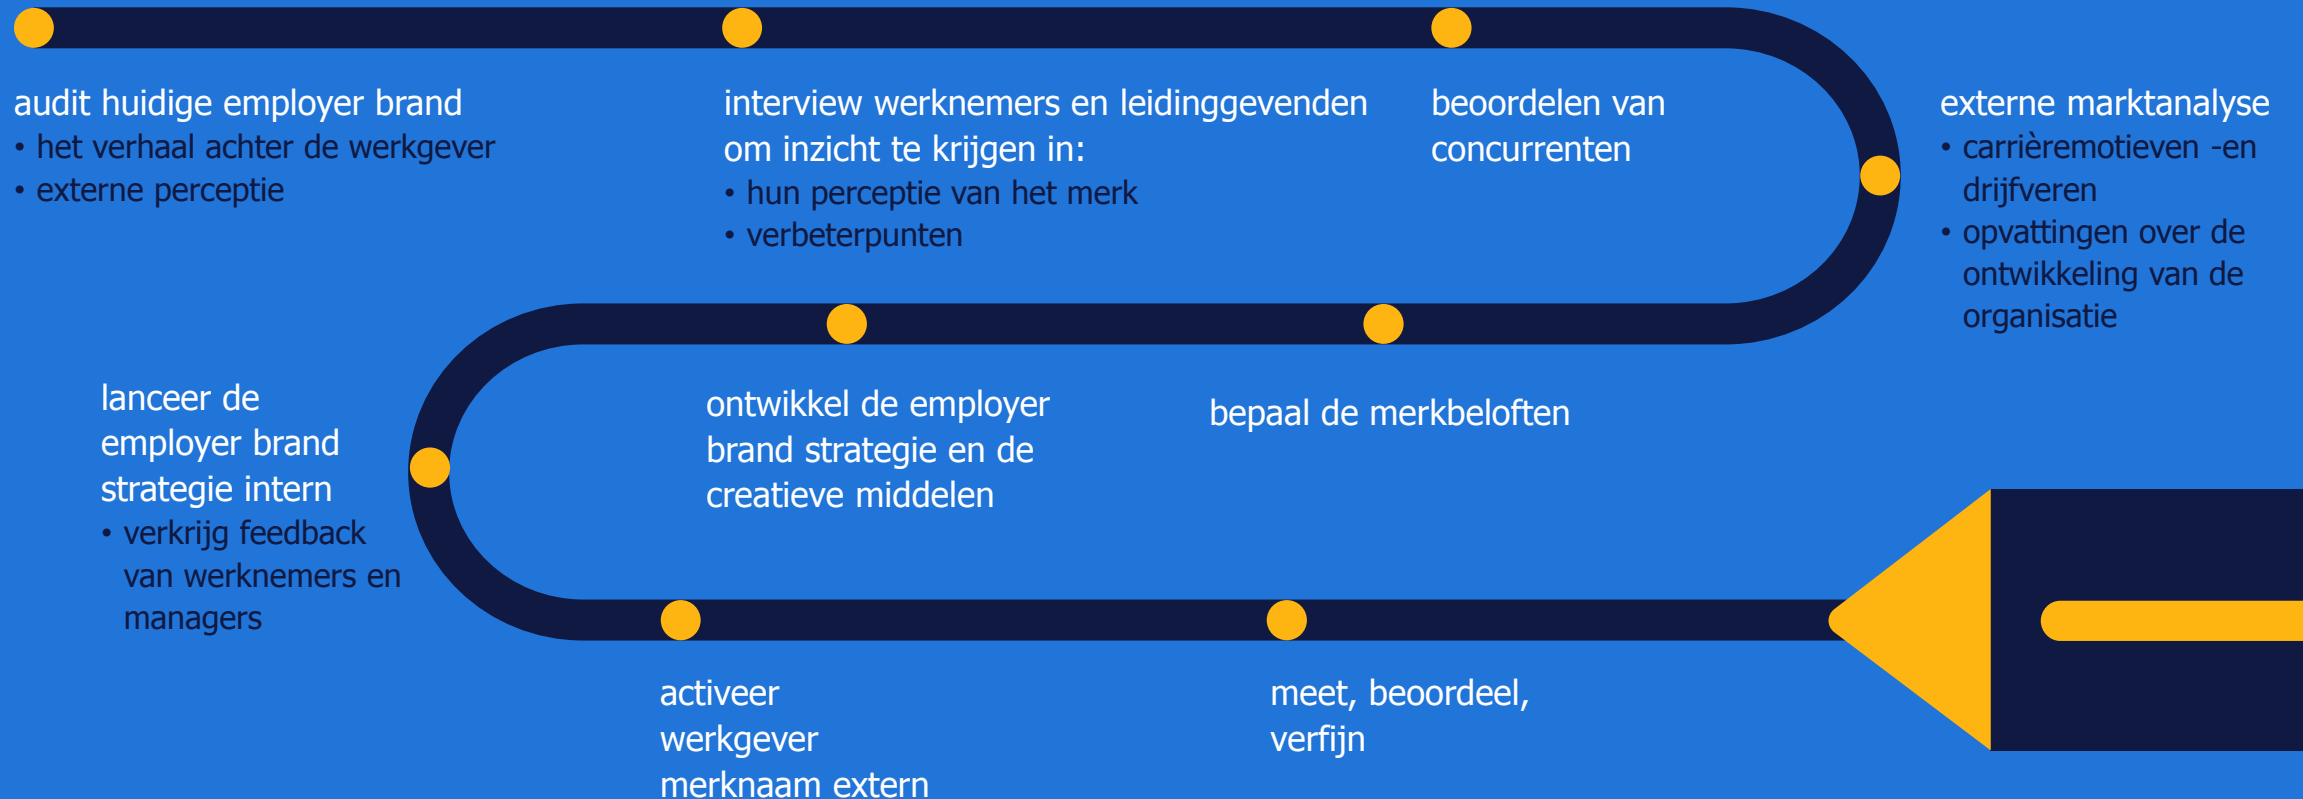 audit huidige employer brand
• het verhaal achter de werkgever
• externe perceptie
interview werknemers en leidinggevenden
om inzicht te krijgen in:
• hun perceptie van het merk
• verbeterpunten
beoordelen van
concurrenten
externe marktanalyse
• carrièremotieven -en
drijfveren
• opvattingen over de
ontwikkeling van de
organisatie
bepaal de merkbeloften
ontwikkel de employer
brand strategie en de
creatieve middelen
lanceer de
employer brand
strategie intern
• verkrijg feedback
van werknemers en
managers
activeer
werkgever
merknaam extern
meet, beoordeel,
verfijn